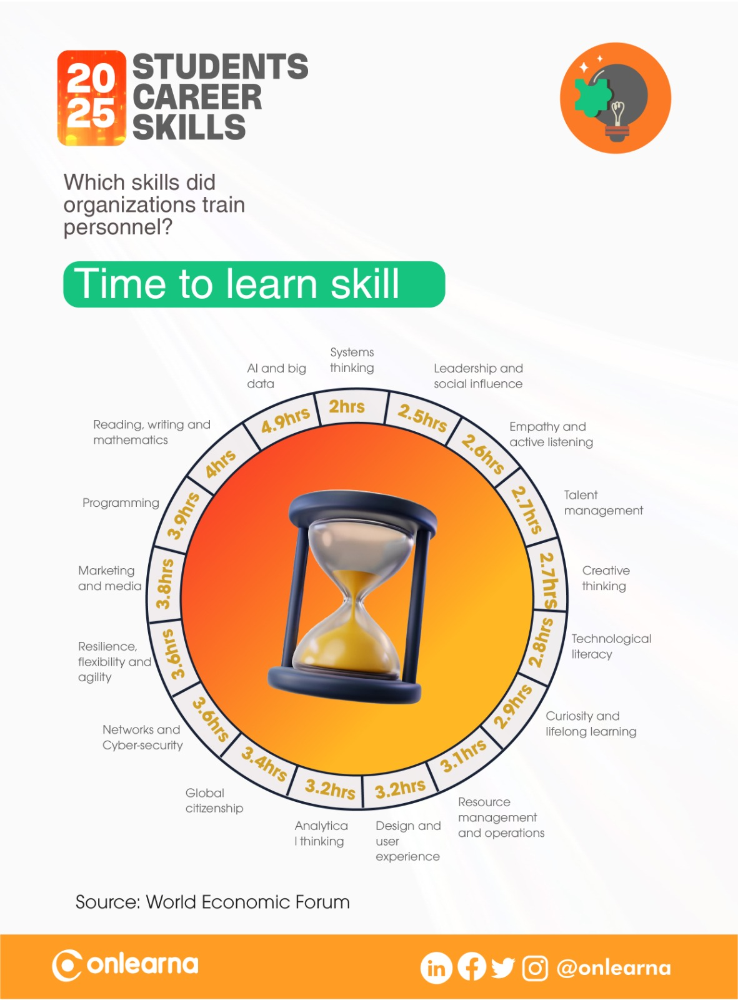 20
25
STUDENTS
CAREER
SKILLS
Which skills did
organizations train
personnel?
Time to learn skill
Systems
thinking
2hrs
Leadership and
social influence
2.5hrs
Empathy and
active listening
2.6hrs
Talent
management
2.7hrs
Creative
thinking
2.7hrs
Technological
literacy
2.8hrs
Curiosity and
lifelong learning
2.9hrs
Resource
management
and operations
3.1hrs
Design and
user
experience
3.2hrs
Analytica
l thinking
3.2hrs
Global
citizenship
3.4hrs
Networks and
Cyber-security
3.6hrs
Resilience,
flexibility and
agility
3.6hrs
Marketing
and media
3.8hrs
Programming
3.9hrs
Reading, writing and
mathematics
4hrs
AI and big
data
4.9hrs
Source: World Economic Forum
onlearna
in
@onlearna